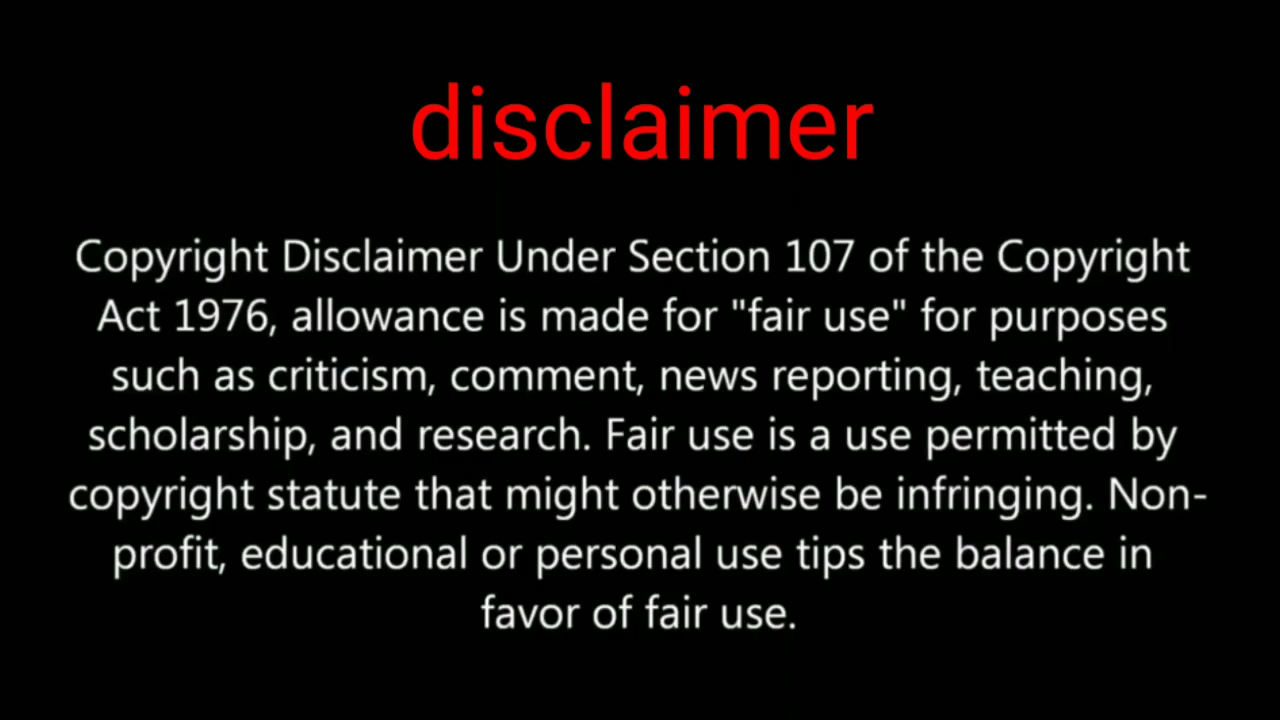 disclaimer
Copyright Disclaimer Under Section 107 of the Copyright
Act 1976, allowance is made for "fair use" for purposes
such as criticism, comment, news reporting, teaching,
scholarship, and research. Fair use is a use permitted by
copyright statute that might otherwise be infringing. Non-
profit, educational or personal use tips the balance in
favor of fair use.